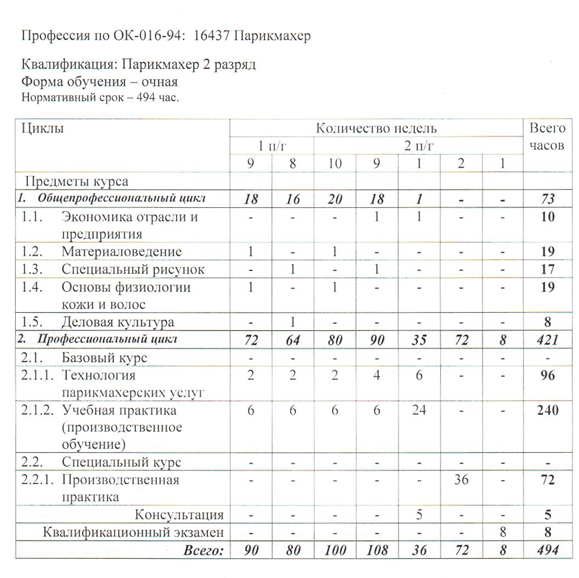 Профессия по ОК-016-94: 16437 Парикмахер
Квалификация: Парикмахер 2 разряд
Форма обучения – очная
Нормативный срок – 494 час.
Циклы Количество недель Всего часов
1 п/г 2 п/г
9 8 10 9 1 2 1
Предметы курса
1. Общепрофессиональный цикл 18 16 20 18 1 - - 73
1.1. Экономика отрасли и - - - 1 1 - - 10
предприятия
1.2. Материаловедение 1 - 1 - - - - 19
1.3. Специальный рисунок - 1 - 1 - - - 17
1.4. Основы физиологии 1 - 1 - - - - 19
кожи и волос
1.5. Деловая культура - 1 - - - - - 8
2. Профессиональный цикл 72 64 80 90 35 72 8 421
2.1. Базовый курс - - - - - - - -
2.1.1. Технология 2 2 2 4 6 - - 96
парикмахерских услуг
2.1.2. Учебная практика 6 6 6 6 24 - - 240
(производственное
обучение)
2.2. Специальный курс - - - - - - - -
2.2.1. Производственная - - - - - 36 - 72
практика
Консультация - - - - 5 - - 5
Квалификационный экзамен - - - - - - 8 8
Всего: 90 80 100 108 36 72 8 494